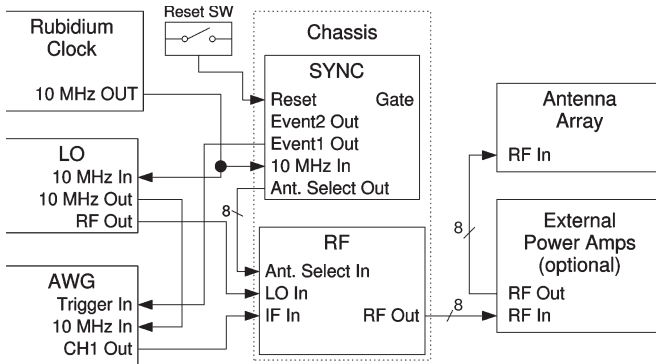 Reset SW
Rubidium
Clock
10 MHz OUT
LO
10 MHz In
10 MHz Out
RF Out
AWG
Trigger In
10 MHz In
CH1 Out
Chassis
SYNC
Reset Gate
Event2 Out
Event1 Out
10 MHz In
Ant. Select Out
8
RF
Ant. Select In
LO In
IF In RF Out
8
Antenna
Array
RF In
8
External
Power Amps
(optional)
RF Out
RF In